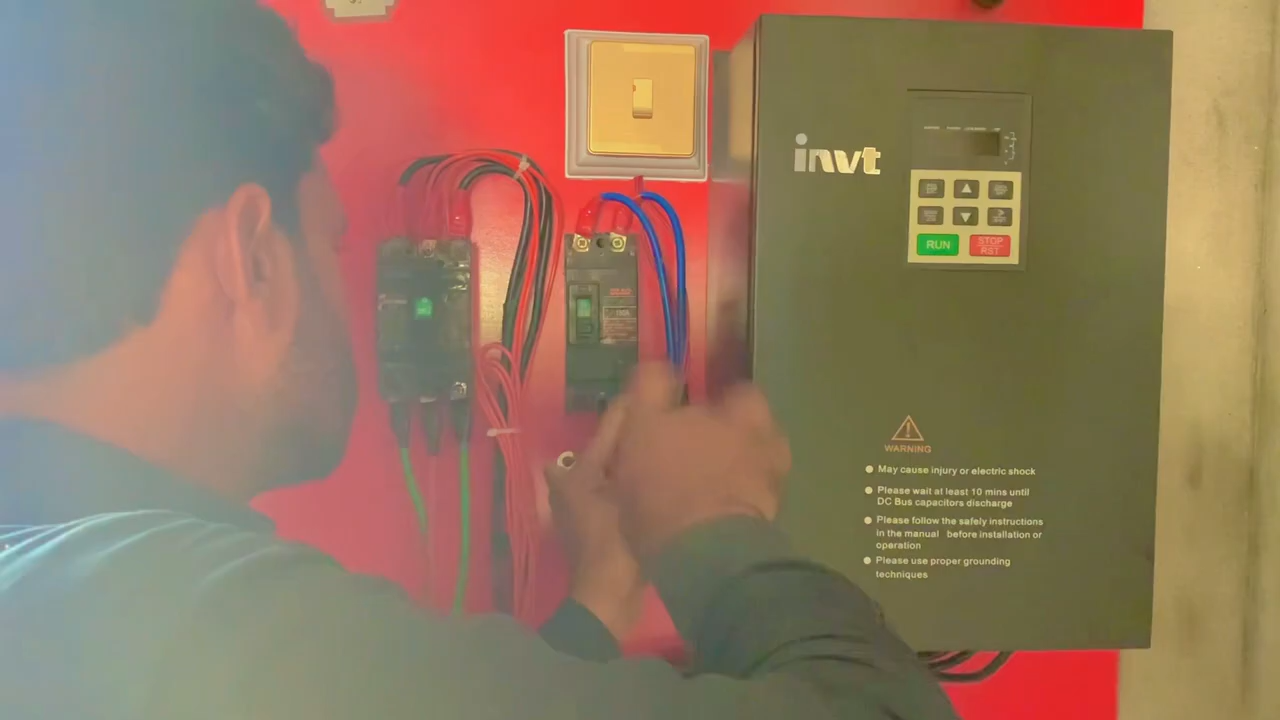 invt
RUN
STOP
RST
WARNING
May cause injury or electric shock
Please wait at least 10 mins until
DC Bus capacitors discharge
Please follow the safely instructions
in the manual before installation or
operation
Please use proper grounding
techniques